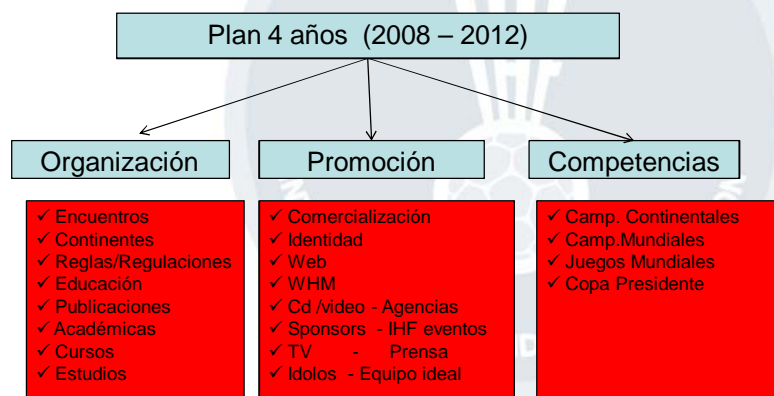 Plan 4 años (2008 – 2012)
Organización
Promoción
Competencias
✓ Encuentros
✓ Continentes
✓ Reglas/Regulaciones
✓ Educación
✓ Publicaciones
✓ Académicas
✓ Cursos
✓ Estudios
✓ Comercialización
✓ Identidad
✓ Web
✓ WHM
✓ Cd /video - Agencias
✓ Sponsors - IHF eventos
✓ TV - Prensa
✓ Idolos - Equipo ideal
✓ Camp. Continentales
✓ Camp.Mundiales
✓ Juegos Mundiales
✓ Copa Presidente